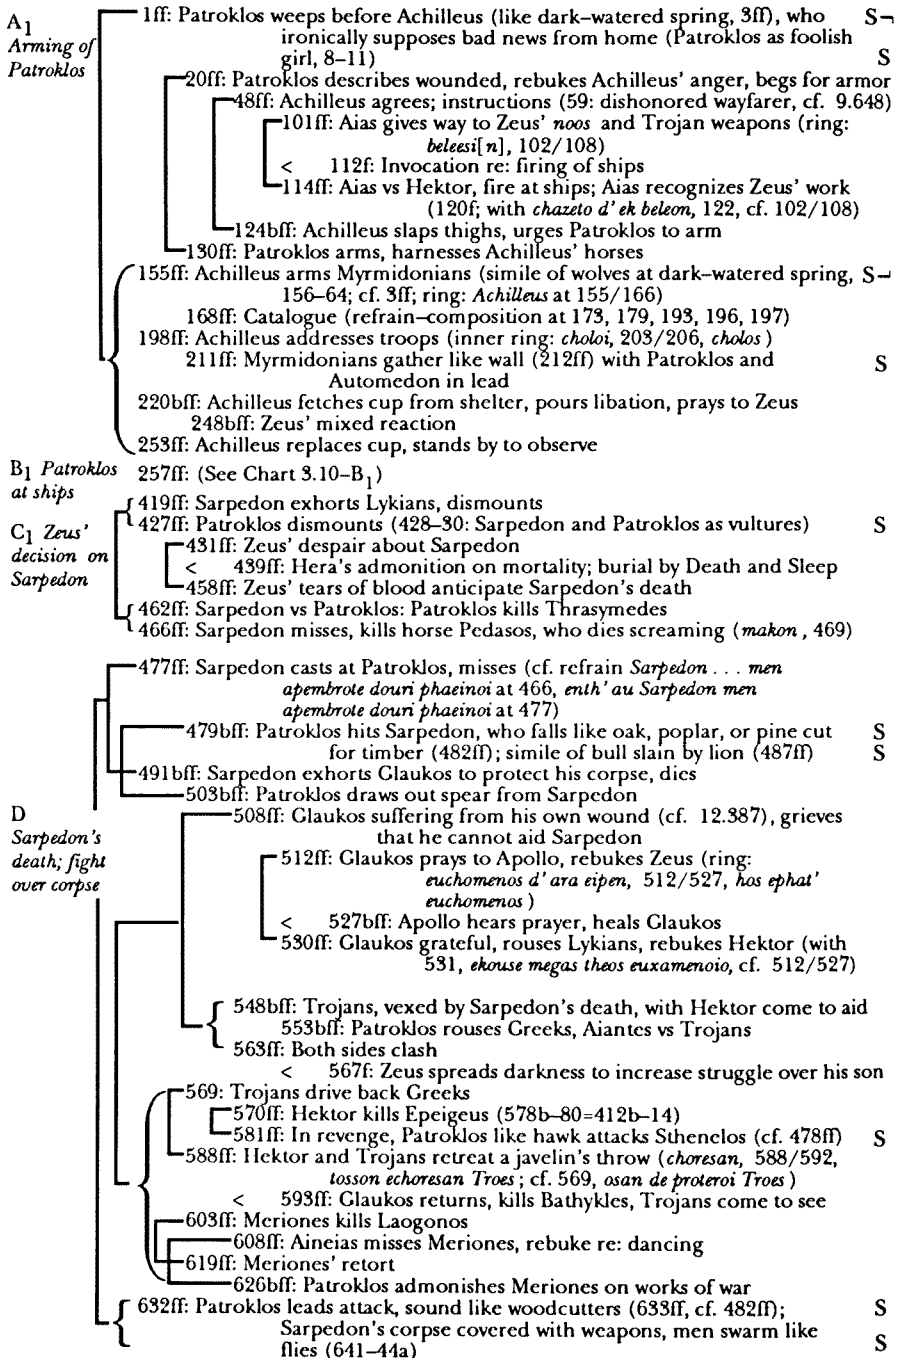 A1
Arming of
Patroklos
1ff: Patroklos weeps before Achilleus (like dark–watered spring, 3ff), who S¬
ironically supposes bad news from home (Patroklos as foolish
girl, 8–11) S
20ff: Patroklos describes wounded, rebukes Achilleus' anger, begs for armor
48ff: Achilleus agrees; instructions (59: dishonored wayfarer, cf. 9.648)
101ff: Aias gives way to Zeus' noos and Trojan weapons (ring:
beleesi[n], 102/108)
< 112f: Invocation re: firing of ships
114ff: Aias vs Hektor, fire at ships; Aias recognizes Zeus' work
(120f; with chazeto d' ek beleon, 122, cf. 102/108)
124bff: Achilleus slaps thighs, urges Patroklos to arm
130ff: Patroklos arms, harnesses Achilleus' horses
155ff: Achilleus arms Myrmidonians (simile of wolves at dark–watered spring, S
156–64; cf. 3ff; ring: Achilleus at 155/166)
168ff: Catalogue (refrain–composition at 173, 179, 193, 196, 197)
198ff: Achilleus addresses troops (inner ring: choloi, 203/206, cholos)
211ff: Myrmidonians gather like wall (212ff) with Patroklos and S
Automedon in lead
220bff: Achilleus fetches cup from shelter, pours libation, prays to Zeus
248bff: Zeus' mixed reaction
253ff: Achilleus replaces cup, stands by to observe
B1 Patroklos
at ships
257ff: (See Chart 3.10–B1)
C1 Zeus'
decision on
Sarpedon
419ff: Sarpedon exhorts Lykians, dismounts
427ff: Patroklos dismounts (428–30: Sarpedon and Patroklos as vultures) S
431ff: Zeus' despair about Sarpedon
< 439ff: Hera's admonition on mortality; burial by Death and Sleep
458ff: Zeus' tears of blood anticipate Sarpedon's death
462ff: Sarpedon vs Patroklos: Patroklos kills Thrasymedes
466ff: Sarpedon misses, kills horse Pedasos, who dies screaming (makon, 469)
D
Sarpedon's
death; fight
over corpse
477ff: Sarpedon casts at Patroklos, misses (cf. refrain Sarpedon . . . men
apembrote douri phaeinoi at 466, enth' au Sarpedon men
apembrote douri phaeinoi at 477)
479bff: Patroklos hits Sarpedon, who falls like oak, poplar, or pine cut S
for timber (482ff); simile of bull slain by lion (487ff) S
491bff: Sarpedon exhorts Glaukos to protect his corpse, dies
503bff: Patroklos draws out spear from Sarpedon
508ff: Glaukos suffering from his own wound (cf. 12.387), grieves
that he cannot aid Sarpedon
512ff: Glaukos prays to Apollo, rebukes Zeus (ring:
euchomenos d' ara eipen, 512/527, hos ephat'
euchomenos)
< 527bff: Apollo hears prayer, heals Glaukos
530ff: Glaukos grateful, rouses Lykians, rebukes Hektor (with
531, ekouse megas theos euxamenoio, cf. 512/527)
548bff: Trojans, vexed by Sarpedon's death, with Hektor come to aid
553bff: Patroklos rouses Greeks, Aiantes vs Trojans
563ff: Both sides clash
< 567f: Zeus spreads darkness to increase struggle over his son
569: Trojans drive back Greeks
570ff: Hektor kills Epeigeus (578b–80=412b–14)
581ff: In revenge, Patroklos like hawk attacks Sthenelos (cf. 478ff) S
588ff: Hektor and Trojans retreat a javelin's throw (choresan, 588/592,
tosson echoresan Troes; cf. 569, osan de proteroi Troes)
< 593ff: Glaukos returns, kills Bathykles, Trojans come to see
603ff: Meriones kills Laogonos
608ff: Aineias misses Meriones, rebuke re: dancing
619ff: Meriones' retort
626bff: Patroklos admonishes Meriones on works of war
632ff: Patroklos leads attack, sound like woodcutters (633ff, cf. 482ff); S
Sarpedon's corpse covered with weapons, men swarm like
flies (641–44a) S